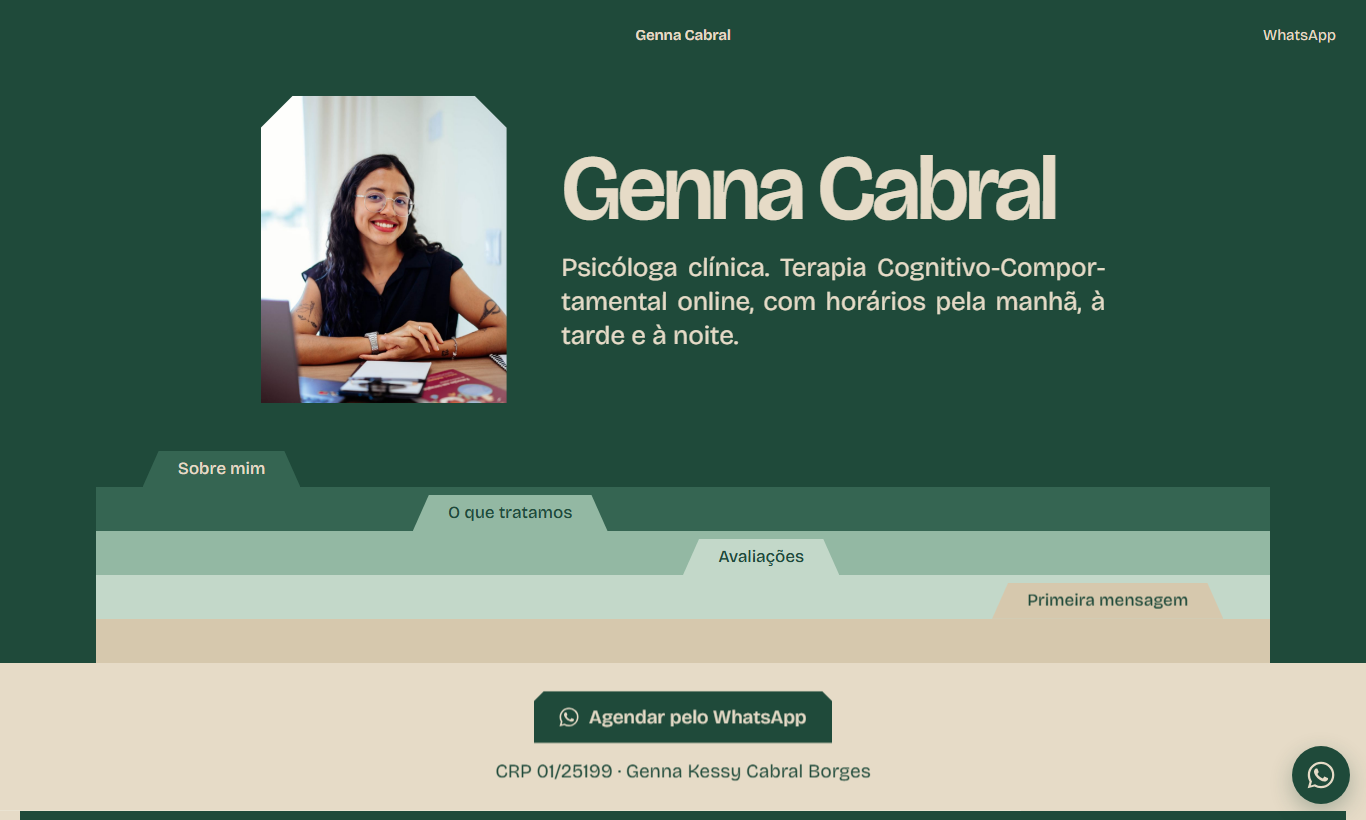 Genna Cabral
WhatsApp
Genna Cabral
Psicóloga clínica. Terapia Cognitivo-Compor-
tamental online, com horários pela manhã, à
tarde e à noite.
Sobre mim
O que tratamos
Avaliações
Primeira mensagem
Agendar pelo WhatsApp
CRP 01/25199 · Genna Kessy Cabral Borges